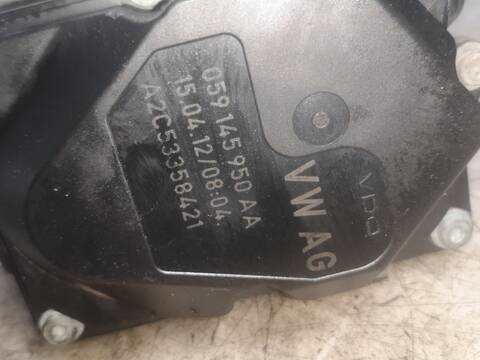 059 145 950 AA
15.04.12/08:04
A2C53358421
VW AG
VDO